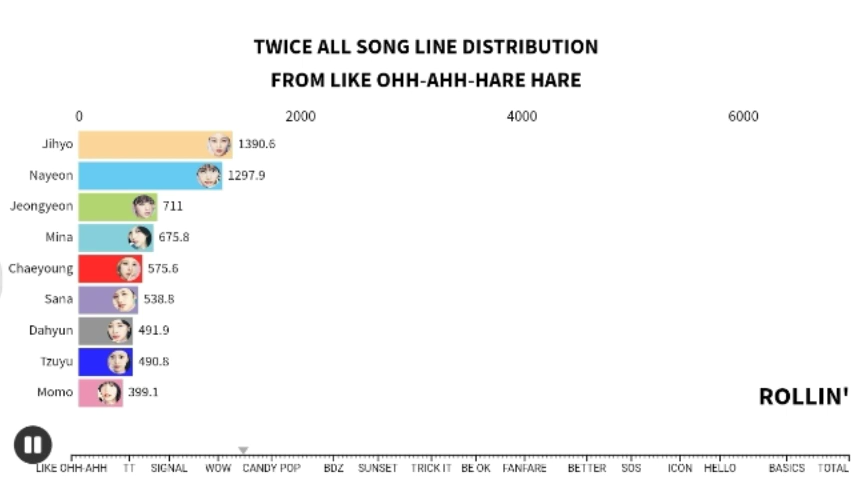 TWICE ALL SONG LINE DISTRIBUTION
FROM LIKE OHH-AHH-HARE HARE
0 2000 4000 6000
Jihyo 1390.6
Nayeon 1297.9
Jeongyeon 711
Mina 675.8
Chaeyoung 575.6
Sana 538.8
Dahyun 491.9
Tzuyu 490.8
Momo 399.1
ROLLIN'
LIKE OHH-AHH TT SIGNAL WOW CANDY POP BDZ SUNSET TRICK IT BE OK FANFARE BETTER SOS ICON HELLO BASICS TOTAL